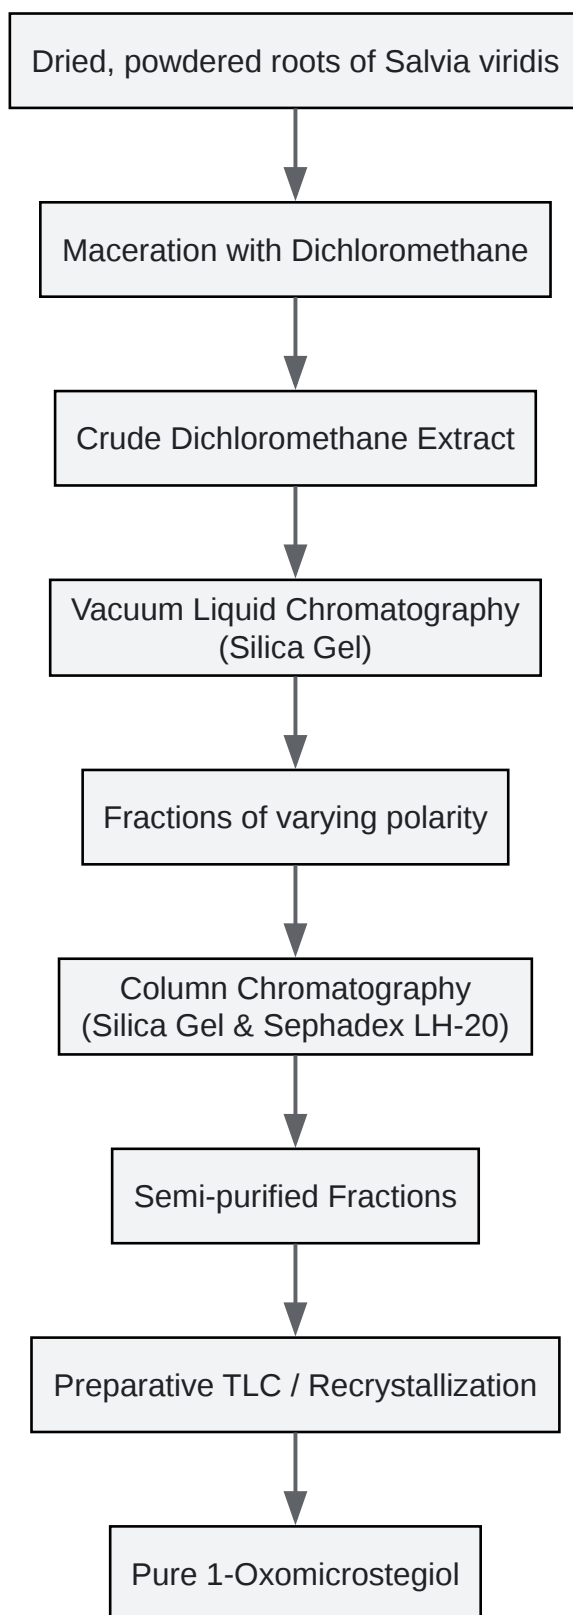 Dried, powdered roots of Salvia viridis
Maceration with Dichloromethane
Crude Dichloromethane Extract
Vacuum Liquid Chromatography
(Silica Gel)
Fractions of varying polarity
Column Chromatography
(Silica Gel & Sephadex LH-20)
Semi-purified Fractions
Preparative TLC / Recrystallization
Pure 1-Oxomicrostegiol